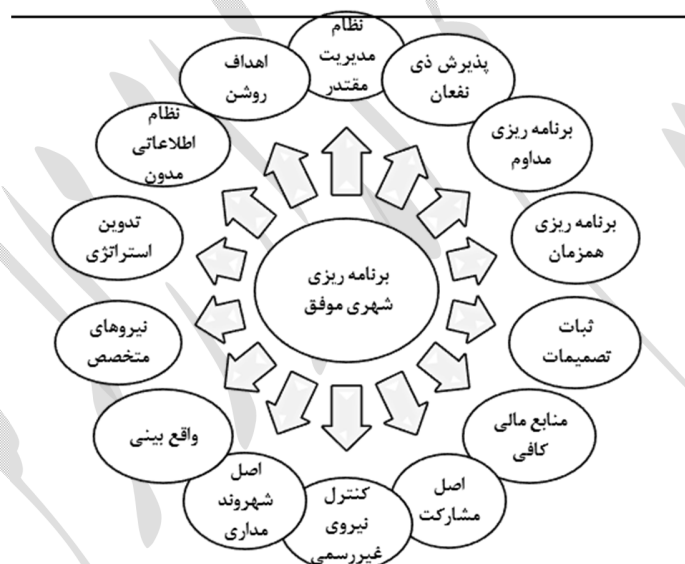 نظام
مدیریت
مقتدر
پذیرش ذی
نفعان
برنامه ریزی
مداوم
برنامه ریزی
همزمان
ثبات
تصمیمات
منابع مالی
کافی
اصل
مشارکت
کنترل
نیروی
غیررسمی
اصل
شهروند
مداری
واقع بینی
نیروهای
متخصص
تدوین
استراتژی
نظام
اطلاعاتی
مدون
اهداف
روشن
برنامه ریزی
شهری موفق